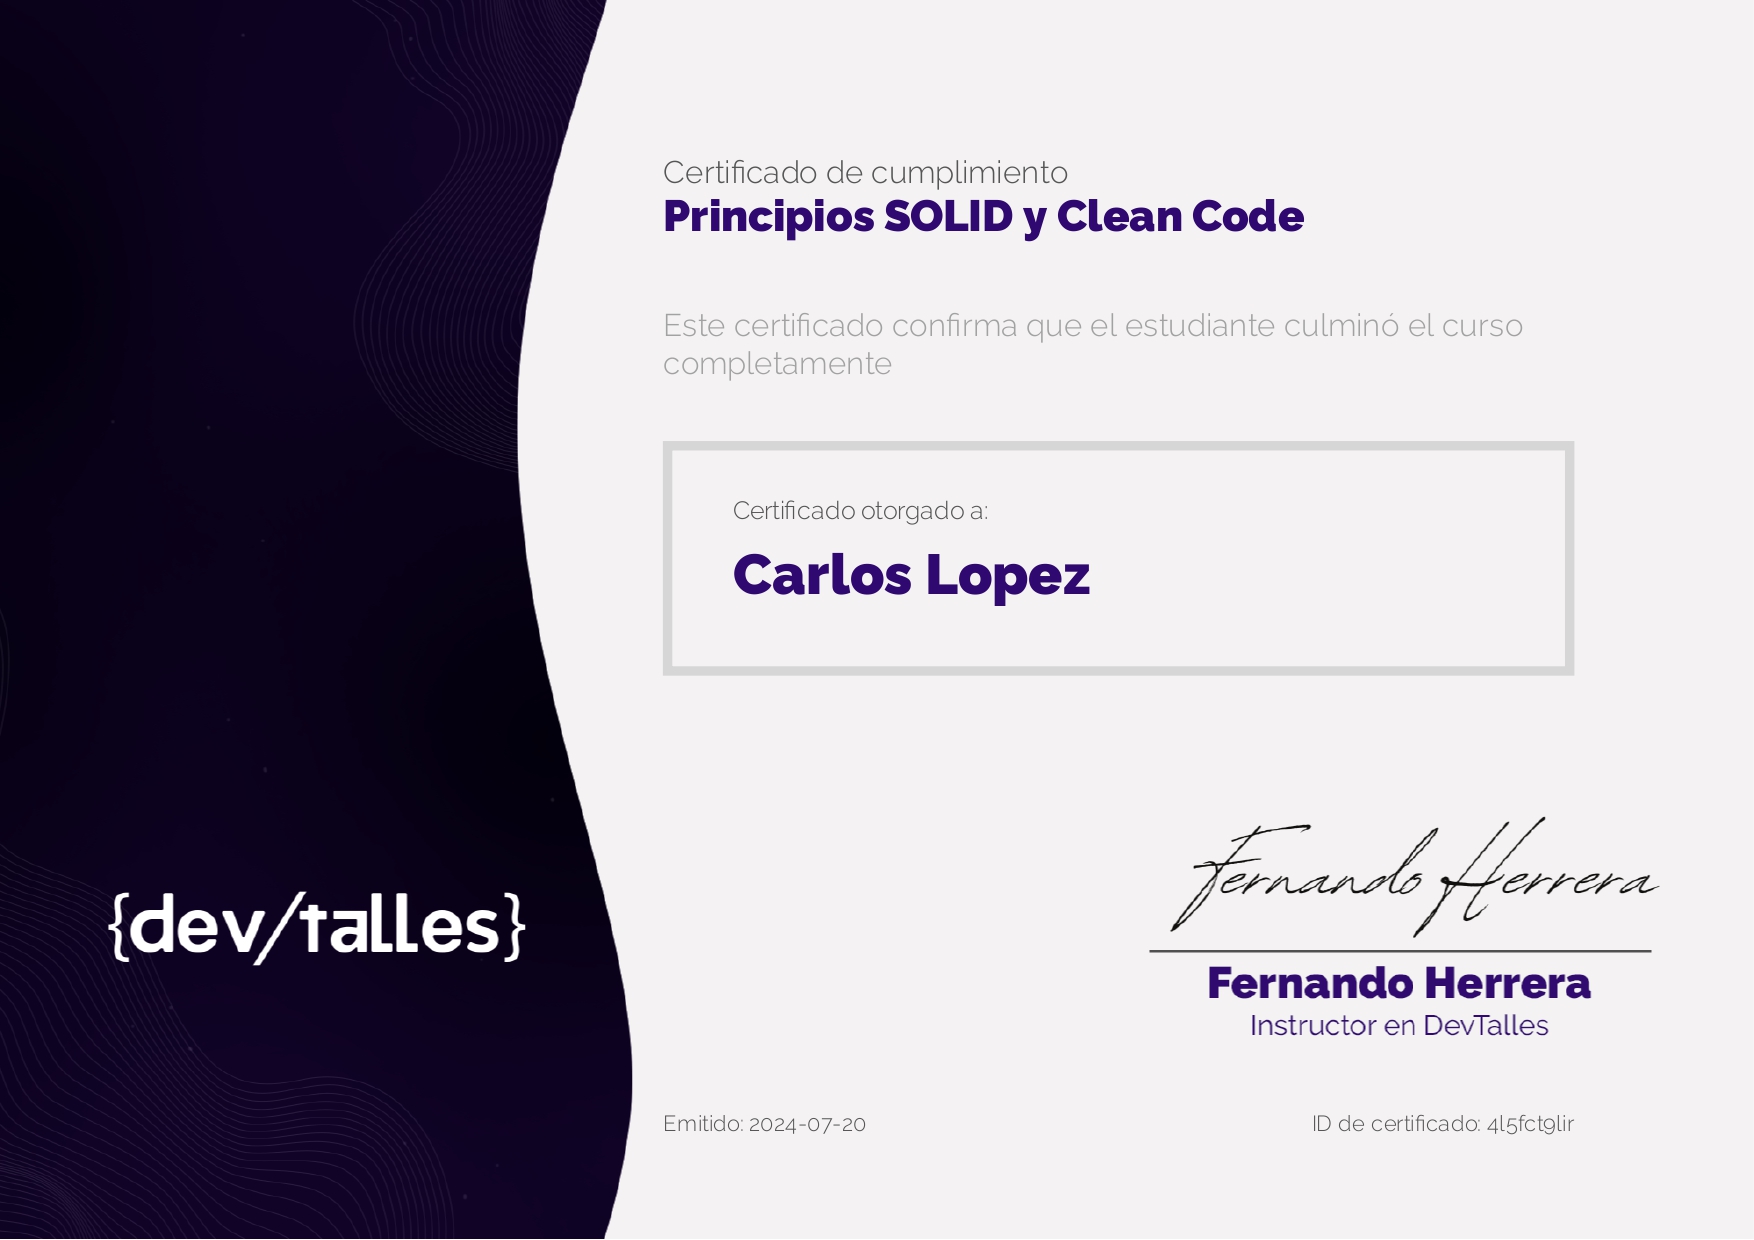 Certificado de cumplimiento
Principios SOLID y Clean Code
Este certificado confirma que el estudiante culminó el curso
completamente
Certificado otorgado a:
Carlos Lopez
{dev/talles}
Fernando Herrera
Fernando Herrera
Instructor en DevTalles
Emitido: 2024-07-20
ID de certificado: 4l5fct9lir